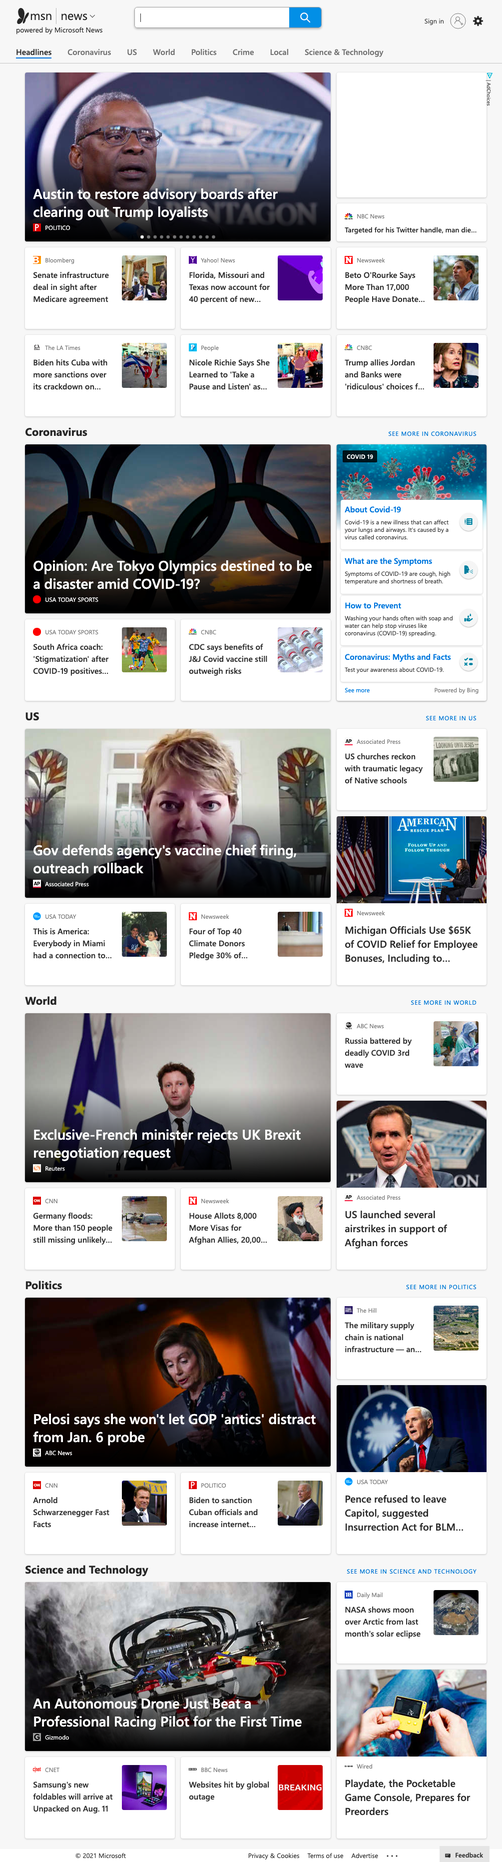 msn news
powered by Microsoft News
Sign in
Headlines Coronavirus US World Politics Crime Local Science & Technology
AdChoices
Austin to restore advisory boards after
clearing out Trump loyalists
POLITICO
NBC News
Targeted for his Twitter handle, man die...
Bloomberg
Senate infrastructure
deal in sight after
Medicare agreement
Yahoo! News
Florida, Missouri and
Texas now account for
40 percent of new...
Newsweek
Beto O'Rourke Says
More Than 17,000
People Have Donate...
The LA Times
Biden hits Cuba with
more sanctions over
its crackdown on...
People
Nicole Richie Says She
Learned to 'Take a
Pause and Listen' as...
CNBC
Trump allies Jordan
and Banks were
'ridiculous' choices f...
Coronavirus
SEE MORE IN CORONAVIRUS
Opinion: Are Tokyo Olympics destined to be
a disaster amid COVID-19?
USA TODAY SPORTS
COVID 19
About Covid-19
Covid-19 is a new illness that can affect
your lungs and airways. It's caused by a
virus called coronavirus.
What are the Symptoms
Symptoms of COVID-19 are cough, high
temperature and shortness of breath.
How to Prevent
Washing your hands often with soap and
water can help stop viruses like
coronavirus (COVID-19) spreading.
Coronavirus: Myths and Facts
Test your awareness about COVID-19.
See more
Powered by Bing
USA TODAY SPORTS
South Africa coach:
'Stigmatization' after
COVID-19 positives...
CNBC
CDC says benefits of
J&J Covid vaccine still
outweigh risks
US
SEE MORE IN US
Gov defends agency's vaccine chief firing,
outreach rollback
Associated Press
Associated Press
US churches reckon
with traumatic legacy
of Native schools
AMERICAN
RESCUE PLAN
FOLLOW UP AND
FOLLOW THROUGH
Newsweek
Michigan Officials Use $65K
of COVID Relief for Employee
Bonuses, Including to...
USA TODAY
This is America:
Everybody in Miami
had a connection to...
Newsweek
Four of Top 40
Climate Donors
Pledge 30% of...
World
SEE MORE IN WORLD
Exclusive-French minister rejects UK Brexit
renegotiation request
Reuters
ABC News
Russia battered by
deadly COVID 3rd
wave
Associated Press
US launched several
airstrikes in support of
Afghan forces
CNN
Germany floods:
More than 150 people
still missing unlikely...
Newsweek
House Allots 8,000
More Visas for
Afghan Allies, 20,00...
Politics
SEE MORE IN POLITICS
Pelosi says she won't let GOP 'antics' distract
from Jan. 6 probe
ABC News
The Hill
The military supply
chain is national
infrastructure — an...
USA TODAY
Pence refused to leave
Capitol, suggested
Insurrection Act for BLM...
CNN
Arnold
Schwarzenegger Fast
Facts
POLITICO
Biden to sanction
Cuban officials and
increase internet...
Science and Technology
SEE MORE IN SCIENCE AND TECHNOLOGY
An Autonomous Drone Just Beat a
Professional Racing Pilot for the First Time
Gizmodo
Daily Mail
NASA shows moon
over Arctic from last
month's solar eclipse
Wired
Playdate, the Pocketable
Game Console, Prepares for
Preorders
CNET
Samsung's new
foldables will arrive at
Unpacked on Aug. 11
BBC News
Websites hit by global
outage
BREAKING
© 2021 Microsoft
Privacy & Cookies Terms of use Advertise ...
Feedback